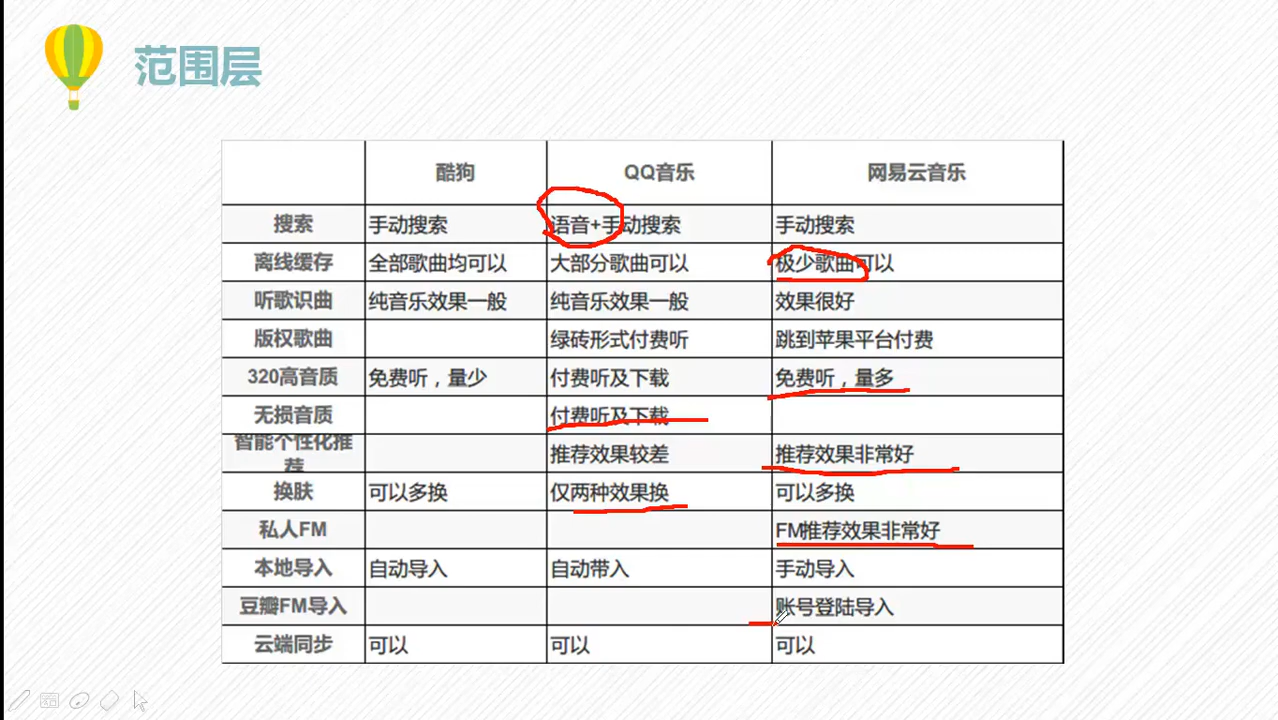 范围层
酷狗 QQ音乐 网易云音乐
搜索 手动搜索 语音+手动搜索 手动搜索
离线缓存 全部歌曲均可以 大部分歌曲可以 极少歌曲可以
听歌识曲 纯音乐效果一般 纯音乐效果一般 效果很好
版权歌曲 绿砖形式付费听 跳到苹果平台付费
320高音质 免费听，量少 付费听及下载 免费听，量多
无损音质 付费听及下载
智能个性化推
荐 推荐效果较差 推荐效果非常好
换肤 可以多换 仅两种效果换 可以多换
私人FM FM推荐效果非常好
本地导入 自动导入 自动带入 手动导入
豆瓣FM导入 账号登陆导入
云端同步 可以 可以 可以